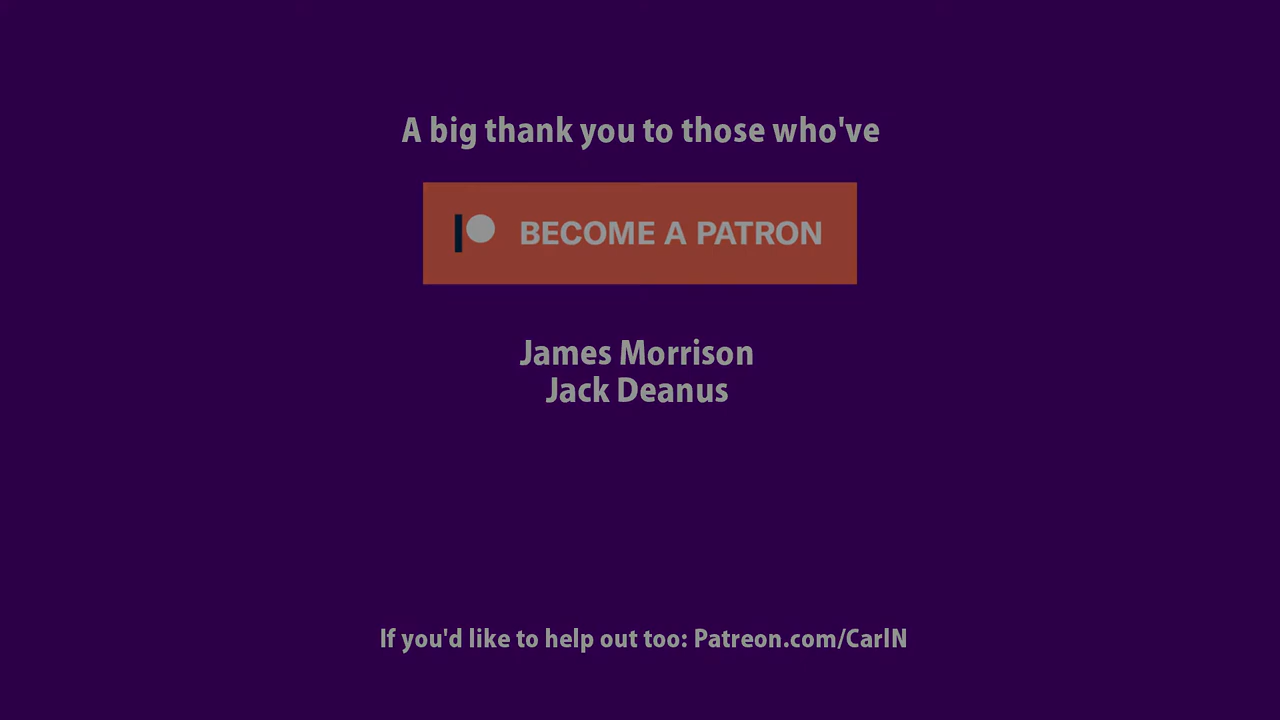 A big thank you to those who've
BECOME A PATRON
James Morrison
Jack Deanus
If you'd like to help out too: Patreon.com/CarlN